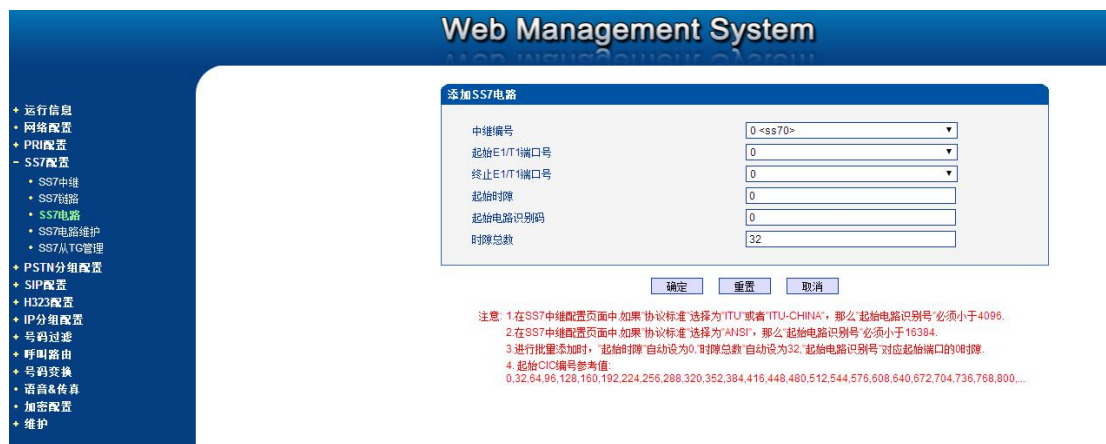 Web Management System
+ 运行信息
• 网络配置
+ PRI配置
- SS7配置
• SS7中继
• SS7链路
• SS7电路
• SS7电路维护
• SS7从TG管理
+ PSTN分组配置
+ SIP配置
+ H323配置
+ IP分组配置
+ 号码过滤
+ 呼叫路由
+ 号码变换
• 语音&传真
• 加密配置
+ 维护
添加SS7电路
中继编号 0 <ss70>
起始E1/T1端口号 0
终止E1/T1端口号 0
起始时隙 0
起始电路识别码 0
时隙总数 32
确定 重置 取消
注意: 1.在SS7中继配置页面中,如果"协议标准"选择为"ITU"或者"ITU-CHINA"，那么"起始电路识别号"必须小于4096.
2.在SS7中继配置页面中,如果"协议标准"选择为"ANSI"，那么"起始电路识别号"必须小于16384.
3.进行批量添加时，"起始时隙"自动设为0,"时隙总数"自动设为32,"起始电路识别号"对应起始端口的0时隙.
4. 起始CIC编号参考值:
0,32,64,96,128,160,192,224,256,288,320,352,384,416,448,480,512,544,576,608,640,672,704,736,768,800,...